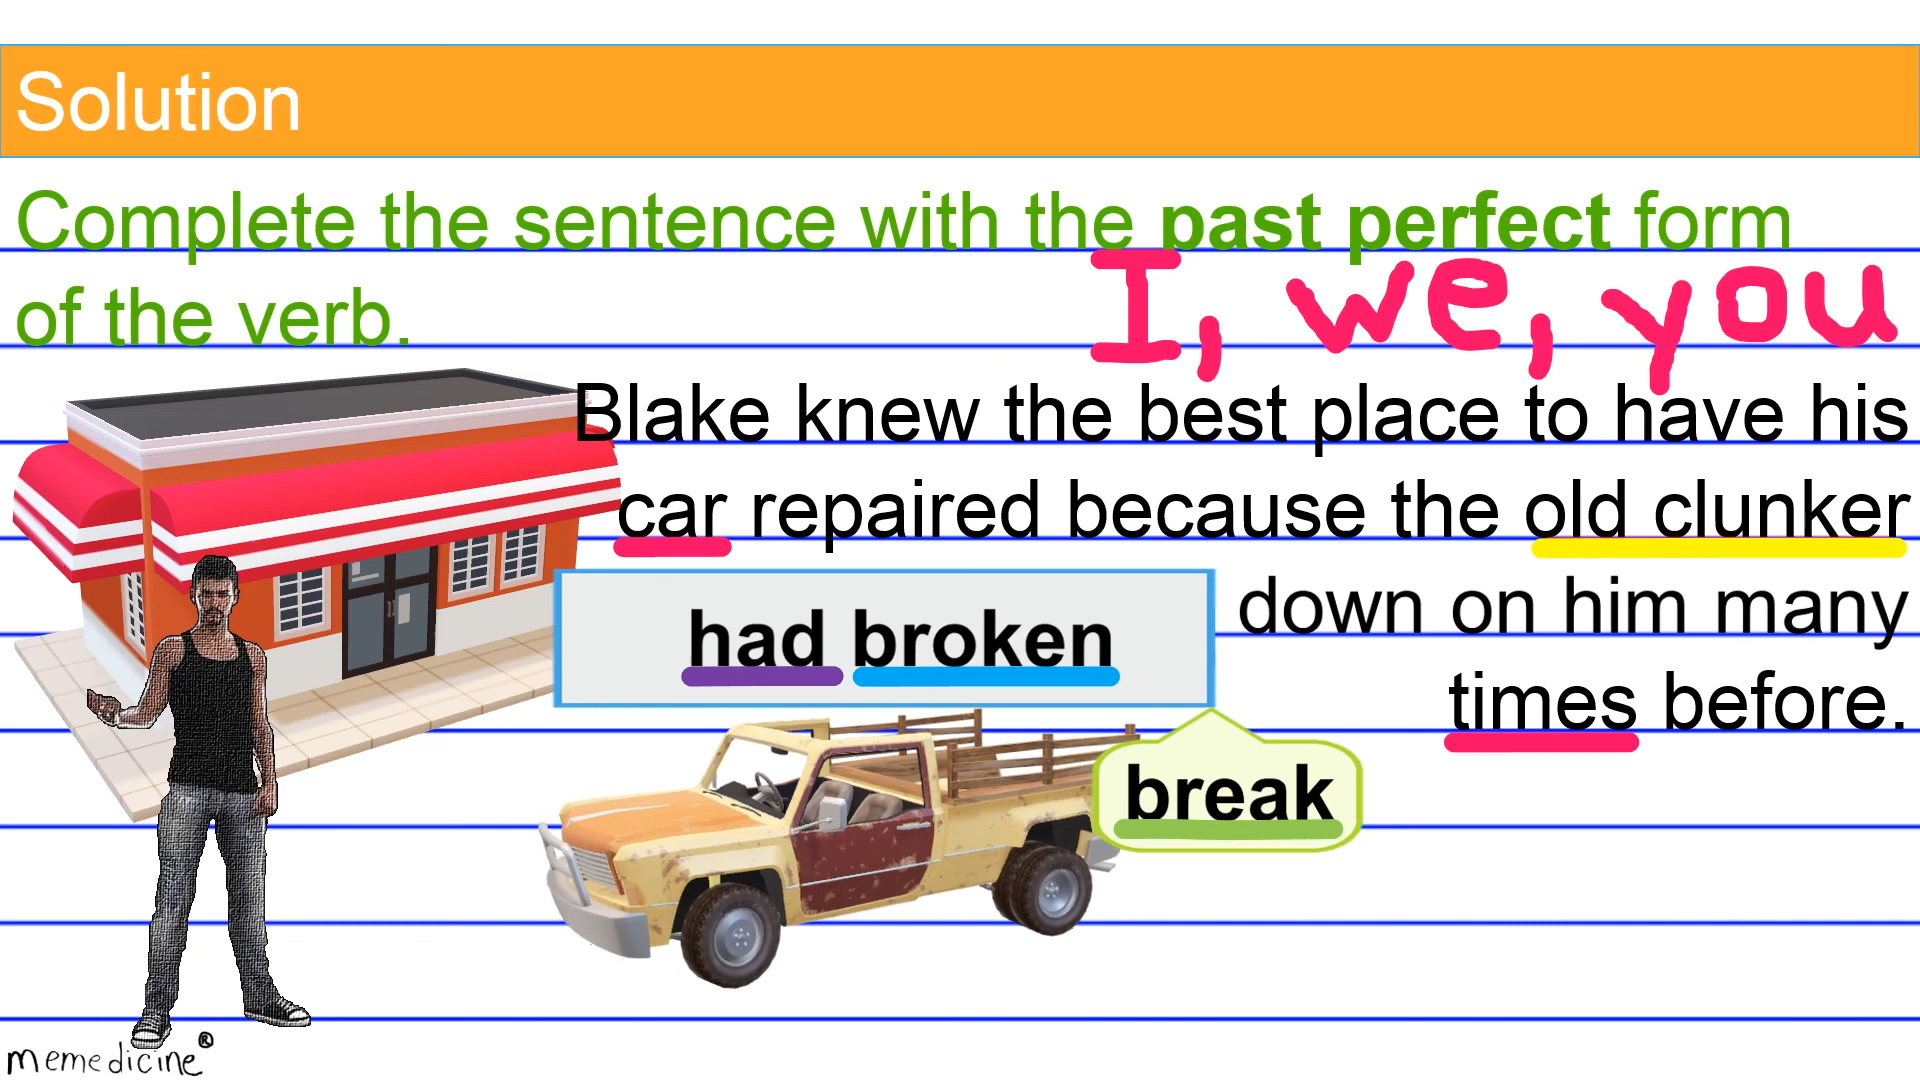 Solution
Complete the sentence with the past perfect form
of the verb.
I, we, you
Blake knew the best place to have his
car repaired because the old clunker
had broken down on him many
times before.
break
memedicine®